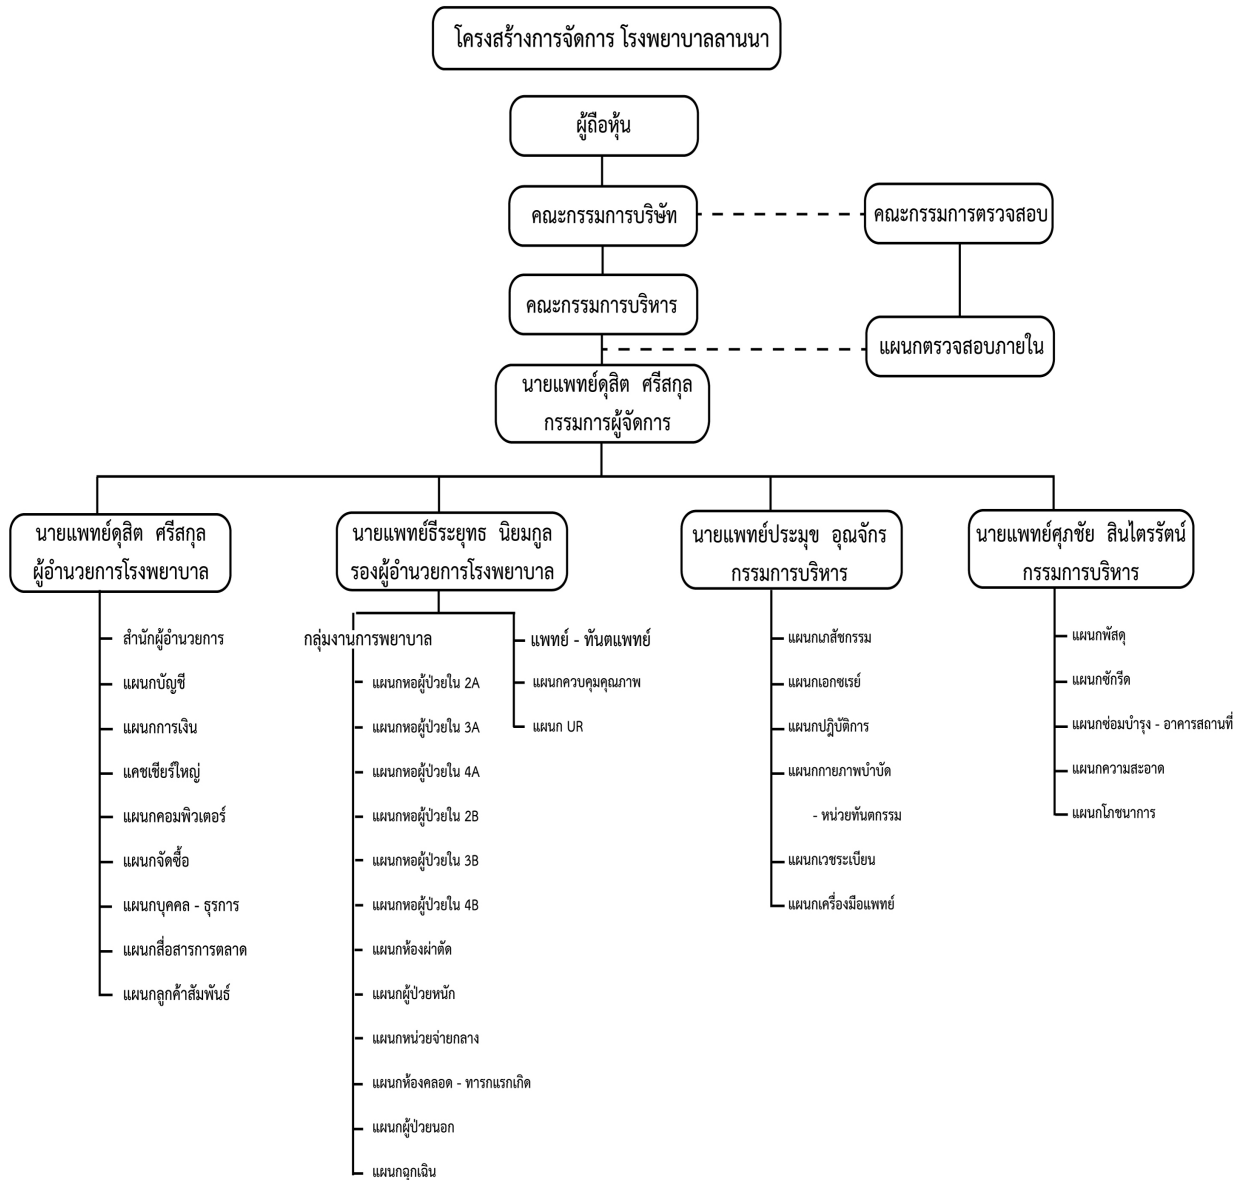 โครงสร้างการจัดการ โรงพยาบาลลานนา
ผู้ถือหุ้น
คณะกรรมการบริษัท
คณะกรรมการตรวจสอบ
คณะกรรมการบริหาร
แผนกตรวจสอบภายใน
นายแพทย์ดุสิต ศรีสกุล
กรรมการผู้จัดการ
นายแพทย์ดุสิต ศรีสกุล
ผู้อำนวยการโรงพยาบาล
สำนักผู้อำนวยการ
แผนกบัญชี
แผนกการเงิน
แคชเชียร์ใหญ่
แผนกคอมพิวเตอร์
แผนกจัดซื้อ
แผนกบุคคล - ธุรการ
แผนกสื่อสารการตลาด
แผนกลูกค้าสัมพันธ์
นายแพทย์ธีระยุทธ นิยมกูล
รองผู้อำนวยการโรงพยาบาล
กลุ่มงานการพยาบาล
แผนกหอผู้ป่วยใน 2A
แผนกหอผู้ป่วยใน 3A
แผนกหอผู้ป่วยใน 4A
แผนกหอผู้ป่วยใน 2B
แผนกหอผู้ป่วยใน 3B
แผนกหอผู้ป่วยใน 4B
แผนกห้องผ่าตัด
แผนกผู้ป่วยหนัก
แผนกหน่วยจ่ายกลาง
แผนกห้องคลอด - ทารกแรกเกิด
แผนกผู้ป่วยนอก
แผนกฉุกเฉิน
แพทย์ - ทันตแพทย์
แผนกควบคุมคุณภาพ
แผนก UR
นายแพทย์ประมุข อุณจักร
กรรมการบริหาร
แผนกเภสัชกรรม
แผนกเอกซเรย์
แผนกปฏิบัติการ
แผนกกายภาพบำบัด
- หน่วยทันตกรรม
แผนกเวชระเบียน
แผนกเครื่องมือแพทย์
นายแพทย์ศุภชัย สินไตรรัตน์
กรรมการบริหาร
แผนกพัสดุ
แผนกซักรีด
แผนกซ่อมบำรุง - อาคารสถานที่
แผนกความสะอาด
แผนกโภชนาการ